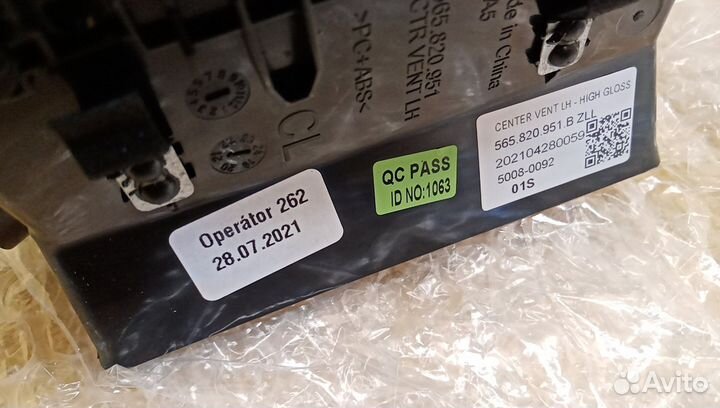 565.820.951
CTR VENT LH
>PC+ABS<
CL
de in China
A5
CENTER VENT LH - HIGH GLOSS
565.820.951 B ZLL
202104280059
5008-0092
01S
QC PASS
ID NO:1063
Operátor 262
28.07.2021
Avito